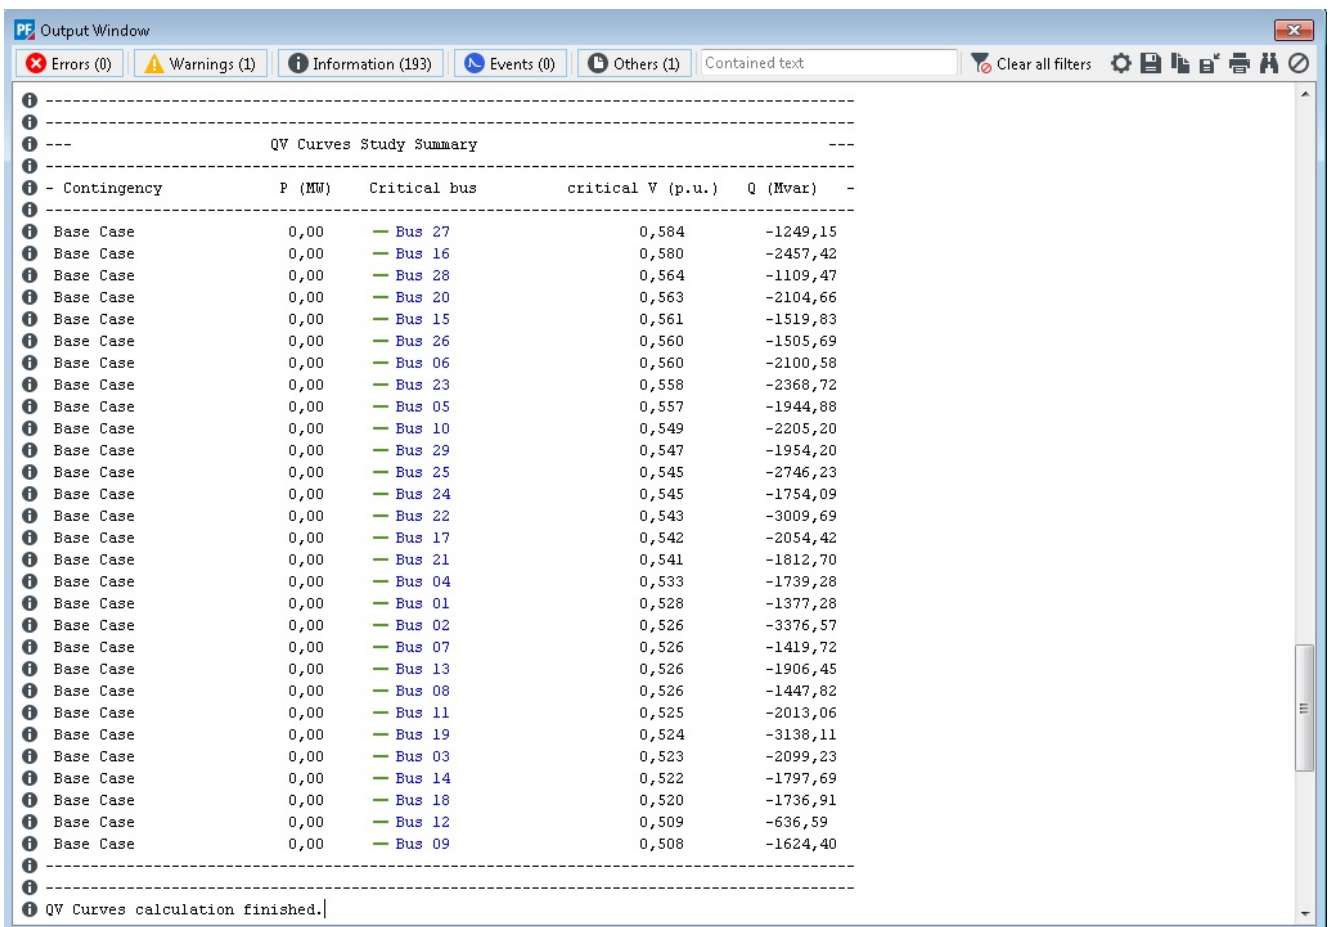 PF Output Window
Errors (0) Warnings (1) Information (193) Events (0) Others (1) Contained text Clear all filters
------------------------------------------------------------------------------------------
------------------------------------------------------------------------------------------
--- QV Curves Study Summary ---
------------------------------------------------------------------------------------------
- Contingency P (MW) Critical bus critical V (p.u.) Q (Mvar) -
------------------------------------------------------------------------------------------
Base Case 0,00 Bus 27 0,584 -1249,15
Base Case 0,00 Bus 16 0,580 -2457,42
Base Case 0,00 Bus 28 0,564 -1109,47
Base Case 0,00 Bus 20 0,563 -2104,66
Base Case 0,00 Bus 15 0,561 -1519,83
Base Case 0,00 Bus 26 0,560 -1505,69
Base Case 0,00 Bus 06 0,560 -2100,58
Base Case 0,00 Bus 23 0,558 -2368,72
Base Case 0,00 Bus 05 0,557 -1944,88
Base Case 0,00 Bus 10 0,549 -2205,20
Base Case 0,00 Bus 29 0,547 -1954,20
Base Case 0,00 Bus 25 0,545 -2746,23
Base Case 0,00 Bus 24 0,545 -1754,09
Base Case 0,00 Bus 22 0,543 -3009,69
Base Case 0,00 Bus 17 0,542 -2054,42
Base Case 0,00 Bus 21 0,541 -1812,70
Base Case 0,00 Bus 04 0,533 -1739,28
Base Case 0,00 Bus 01 0,528 -1377,28
Base Case 0,00 Bus 02 0,526 -3376,57
Base Case 0,00 Bus 07 0,526 -1419,72
Base Case 0,00 Bus 13 0,526 -1906,45
Base Case 0,00 Bus 08 0,526 -1447,82
Base Case 0,00 Bus 11 0,525 -2013,06
Base Case 0,00 Bus 19 0,524 -3138,11
Base Case 0,00 Bus 03 0,523 -2099,23
Base Case 0,00 Bus 14 0,522 -1797,69
Base Case 0,00 Bus 18 0,520 -1736,91
Base Case 0,00 Bus 12 0,509 -636,59
Base Case 0,00 Bus 09 0,508 -1624,40
------------------------------------------------------------------------------------------
------------------------------------------------------------------------------------------
QV Curves calculation finished.